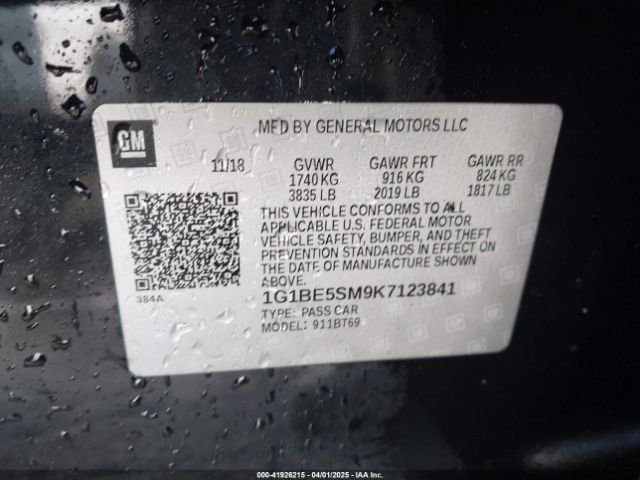 GM
MFD BY GENERAL MOTORS LLC
11/18 GVWR GAWR FRT GAWR RR
1740 KG 916 KG 824 KG
3835 LB 2019 LB 1817 LB
THIS VEHICLE CONFORMS TO ALL
APPLICABLE U.S. FEDERAL MOTOR
VEHICLE SAFETY, BUMPER, AND THEFT
PREVENTION STANDARDS IN EFFECT ON
THE DATE OF MANUFACTURE SHOWN
ABOVE.
384A
1G1BE5SM9K7123841
TYPE: PASS CAR
MODEL: 911BT69
000-41926215 - 04/01/2025 - IAA, Inc.